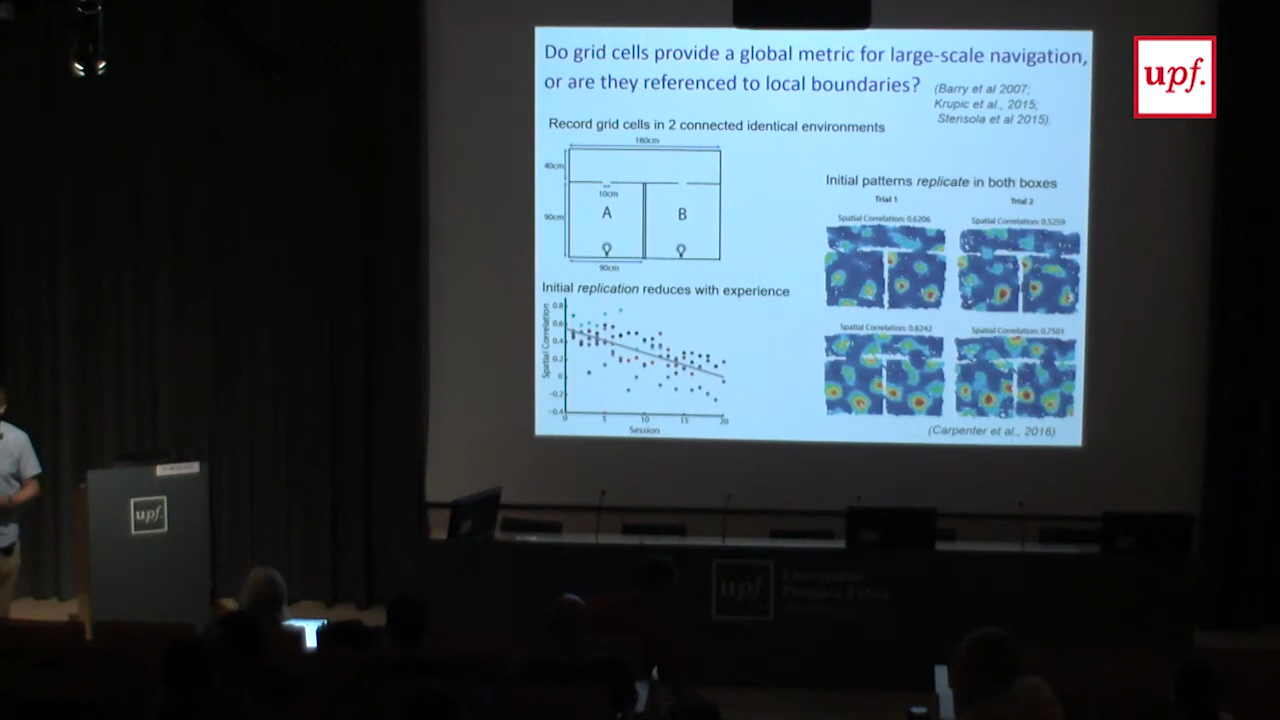 Do grid cells provide a global metric for large-scale navigation,
or are they referenced to local boundaries?
(Barry et al 2007;
Krupic et al., 2015;
Stensola et al 2015).
upf.
Record grid cells in 2 connected identical environments
180cm
40cm
10cm
90cm
A
B
90cm
Initial replication reduces with experience
Spatial Correlation
0.8
0.6
0.4
0.2
0
-0.2
-0.4
0
5
10
15
20
Session
Initial patterns replicate in both boxes
Trial 1
Trial 2
Spatial Correlation: 0.6206
Spatial Correlation: 0.5259
Spatial Correlation: 0.8242
Spatial Correlation: 0.7501
(Carpenter et al., 2016)
upf.
upf.
Universitat
Pompeu Fabra